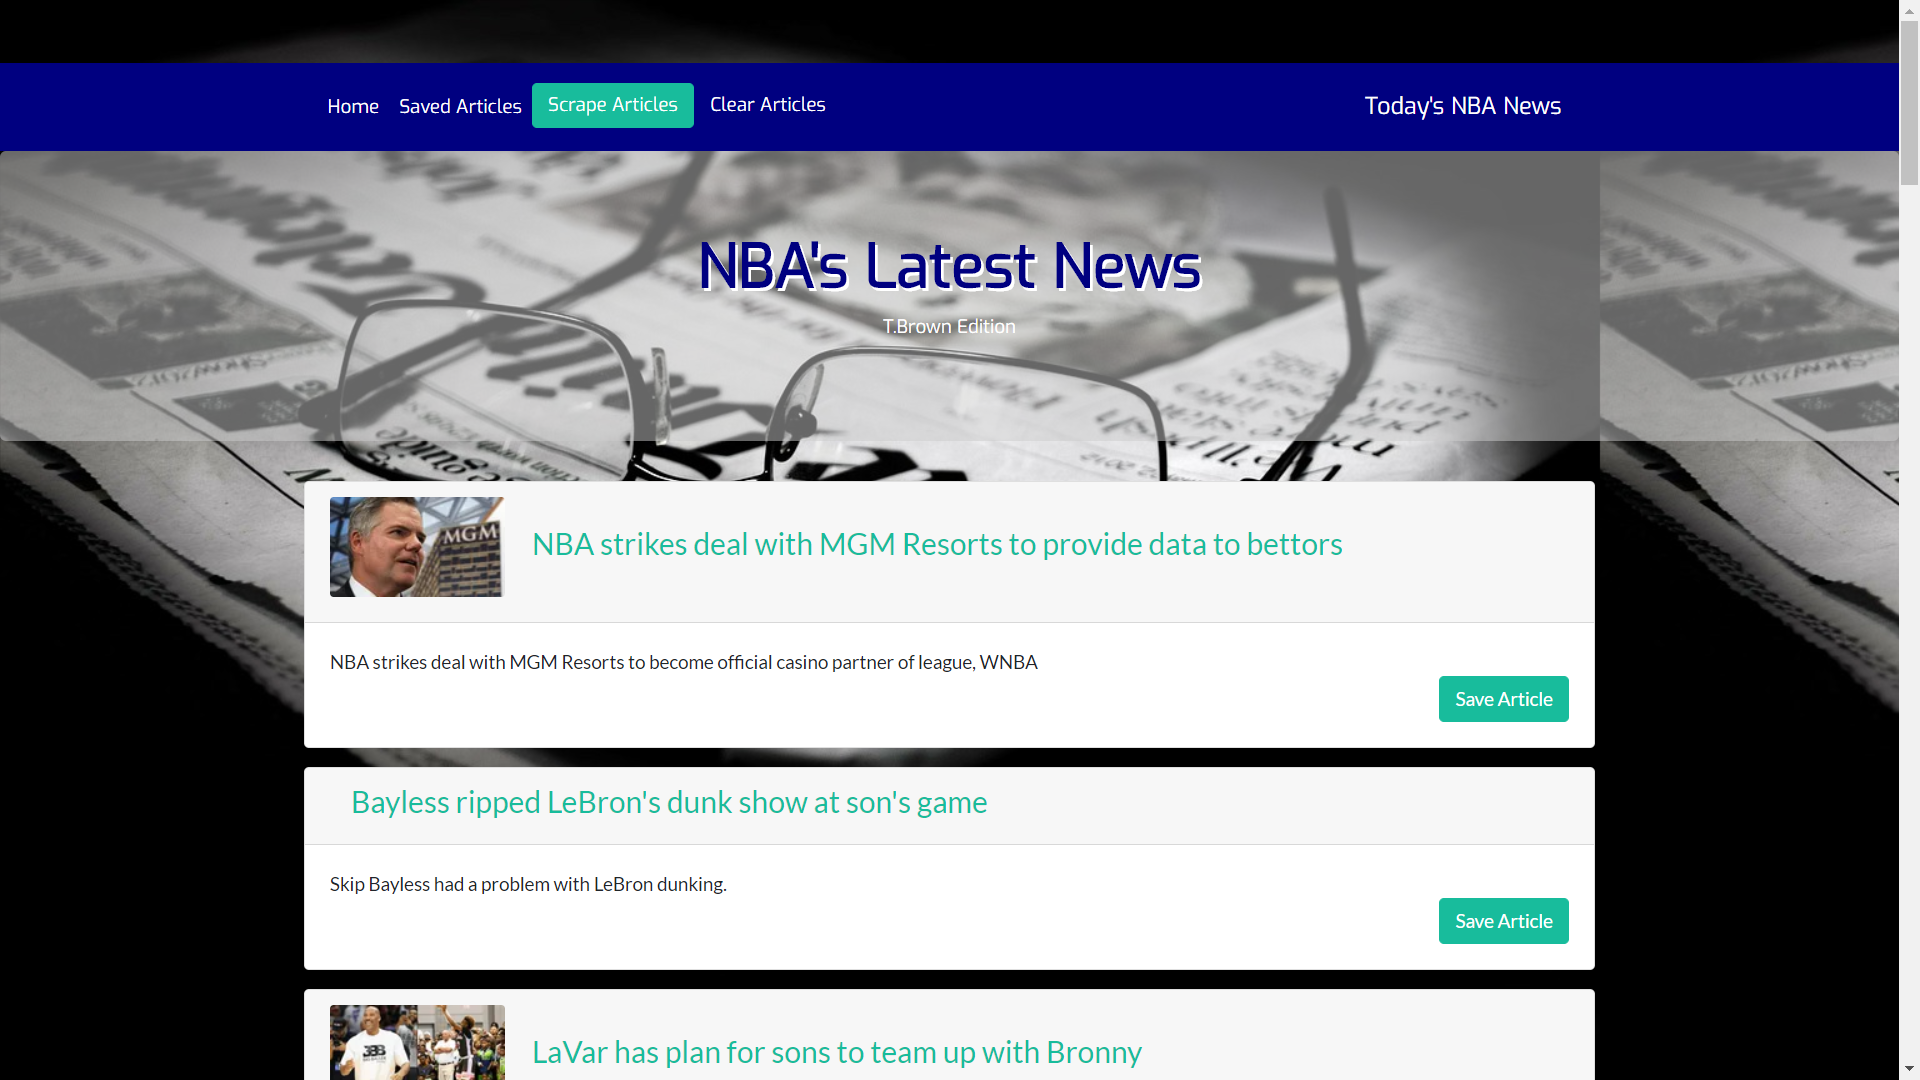 Home Saved Articles Scrape Articles Clear Articles Today's NBA News
NBA's Latest News
T.Brown Edition
MGM
NBA strikes deal with MGM Resorts to provide data to bettors
NBA strikes deal with MGM Resorts to become official casino partner of league, WNBA
Save Article
Bayless ripped LeBron's dunk show at son's game
Skip Bayless had a problem with LeBron dunking.
Save Article
BBB
LaVar has plan for sons to team up with Bronny